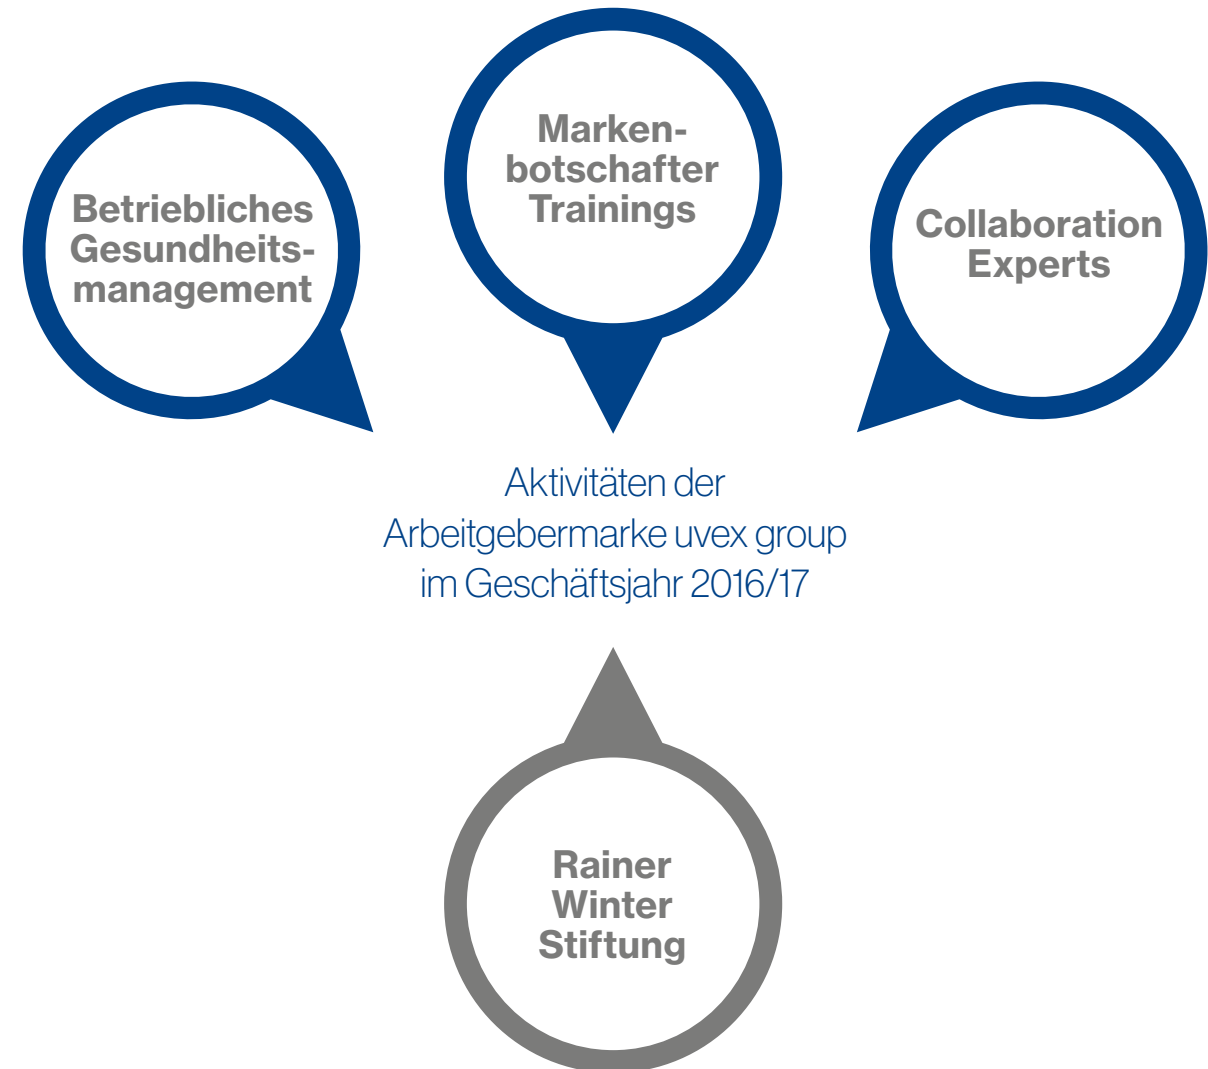 Betriebliches
Gesundheits-
management
Marken-
botschafter
Trainings
Collaboration
Experts
Aktivitäten der
Arbeitgebermarke uvex group
im Geschäftsjahr 2016/17
Rainer
Winter
Stiftung